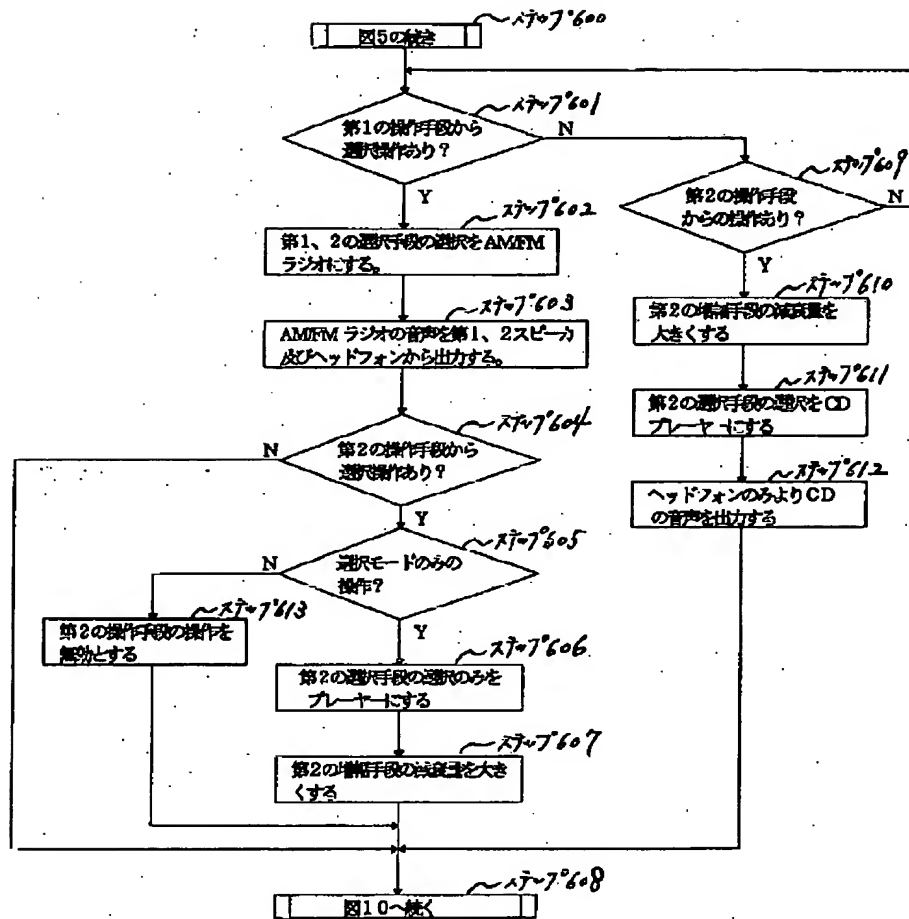 ステップ600
図5の続き
ステップ601
第1の操作手段から
選択操作あり?
N
Y
ステップ609
第2の操作手段
からの操作あり?
N
Y
ステップ602
第1、2の選択手段の選択をAM/FM
ラジオにする。
ステップ603
AM/FM ラジオの音声を第1、2スピーカ
及びヘッドフォンから出力する。
ステップ610
第2の増幅手段の減衰量を
大きくする
ステップ611
第2の選択手段の選択をCD
プレーヤーにする
ステップ612
ヘッドフォンのみよりCD
の音声を出力する
ステップ604
第2の操作手段から
選択操作あり?
N
Y
ステップ605
選択モードのみの
操作?
N
Y
ステップ613
第2の操作手段の操作を
無効とする
ステップ606
第2の選択手段の選択のみを
プレーヤーにする
ステップ607
第2の増幅手段の減衰量を大き
くする
ステップ608
図10へ続く